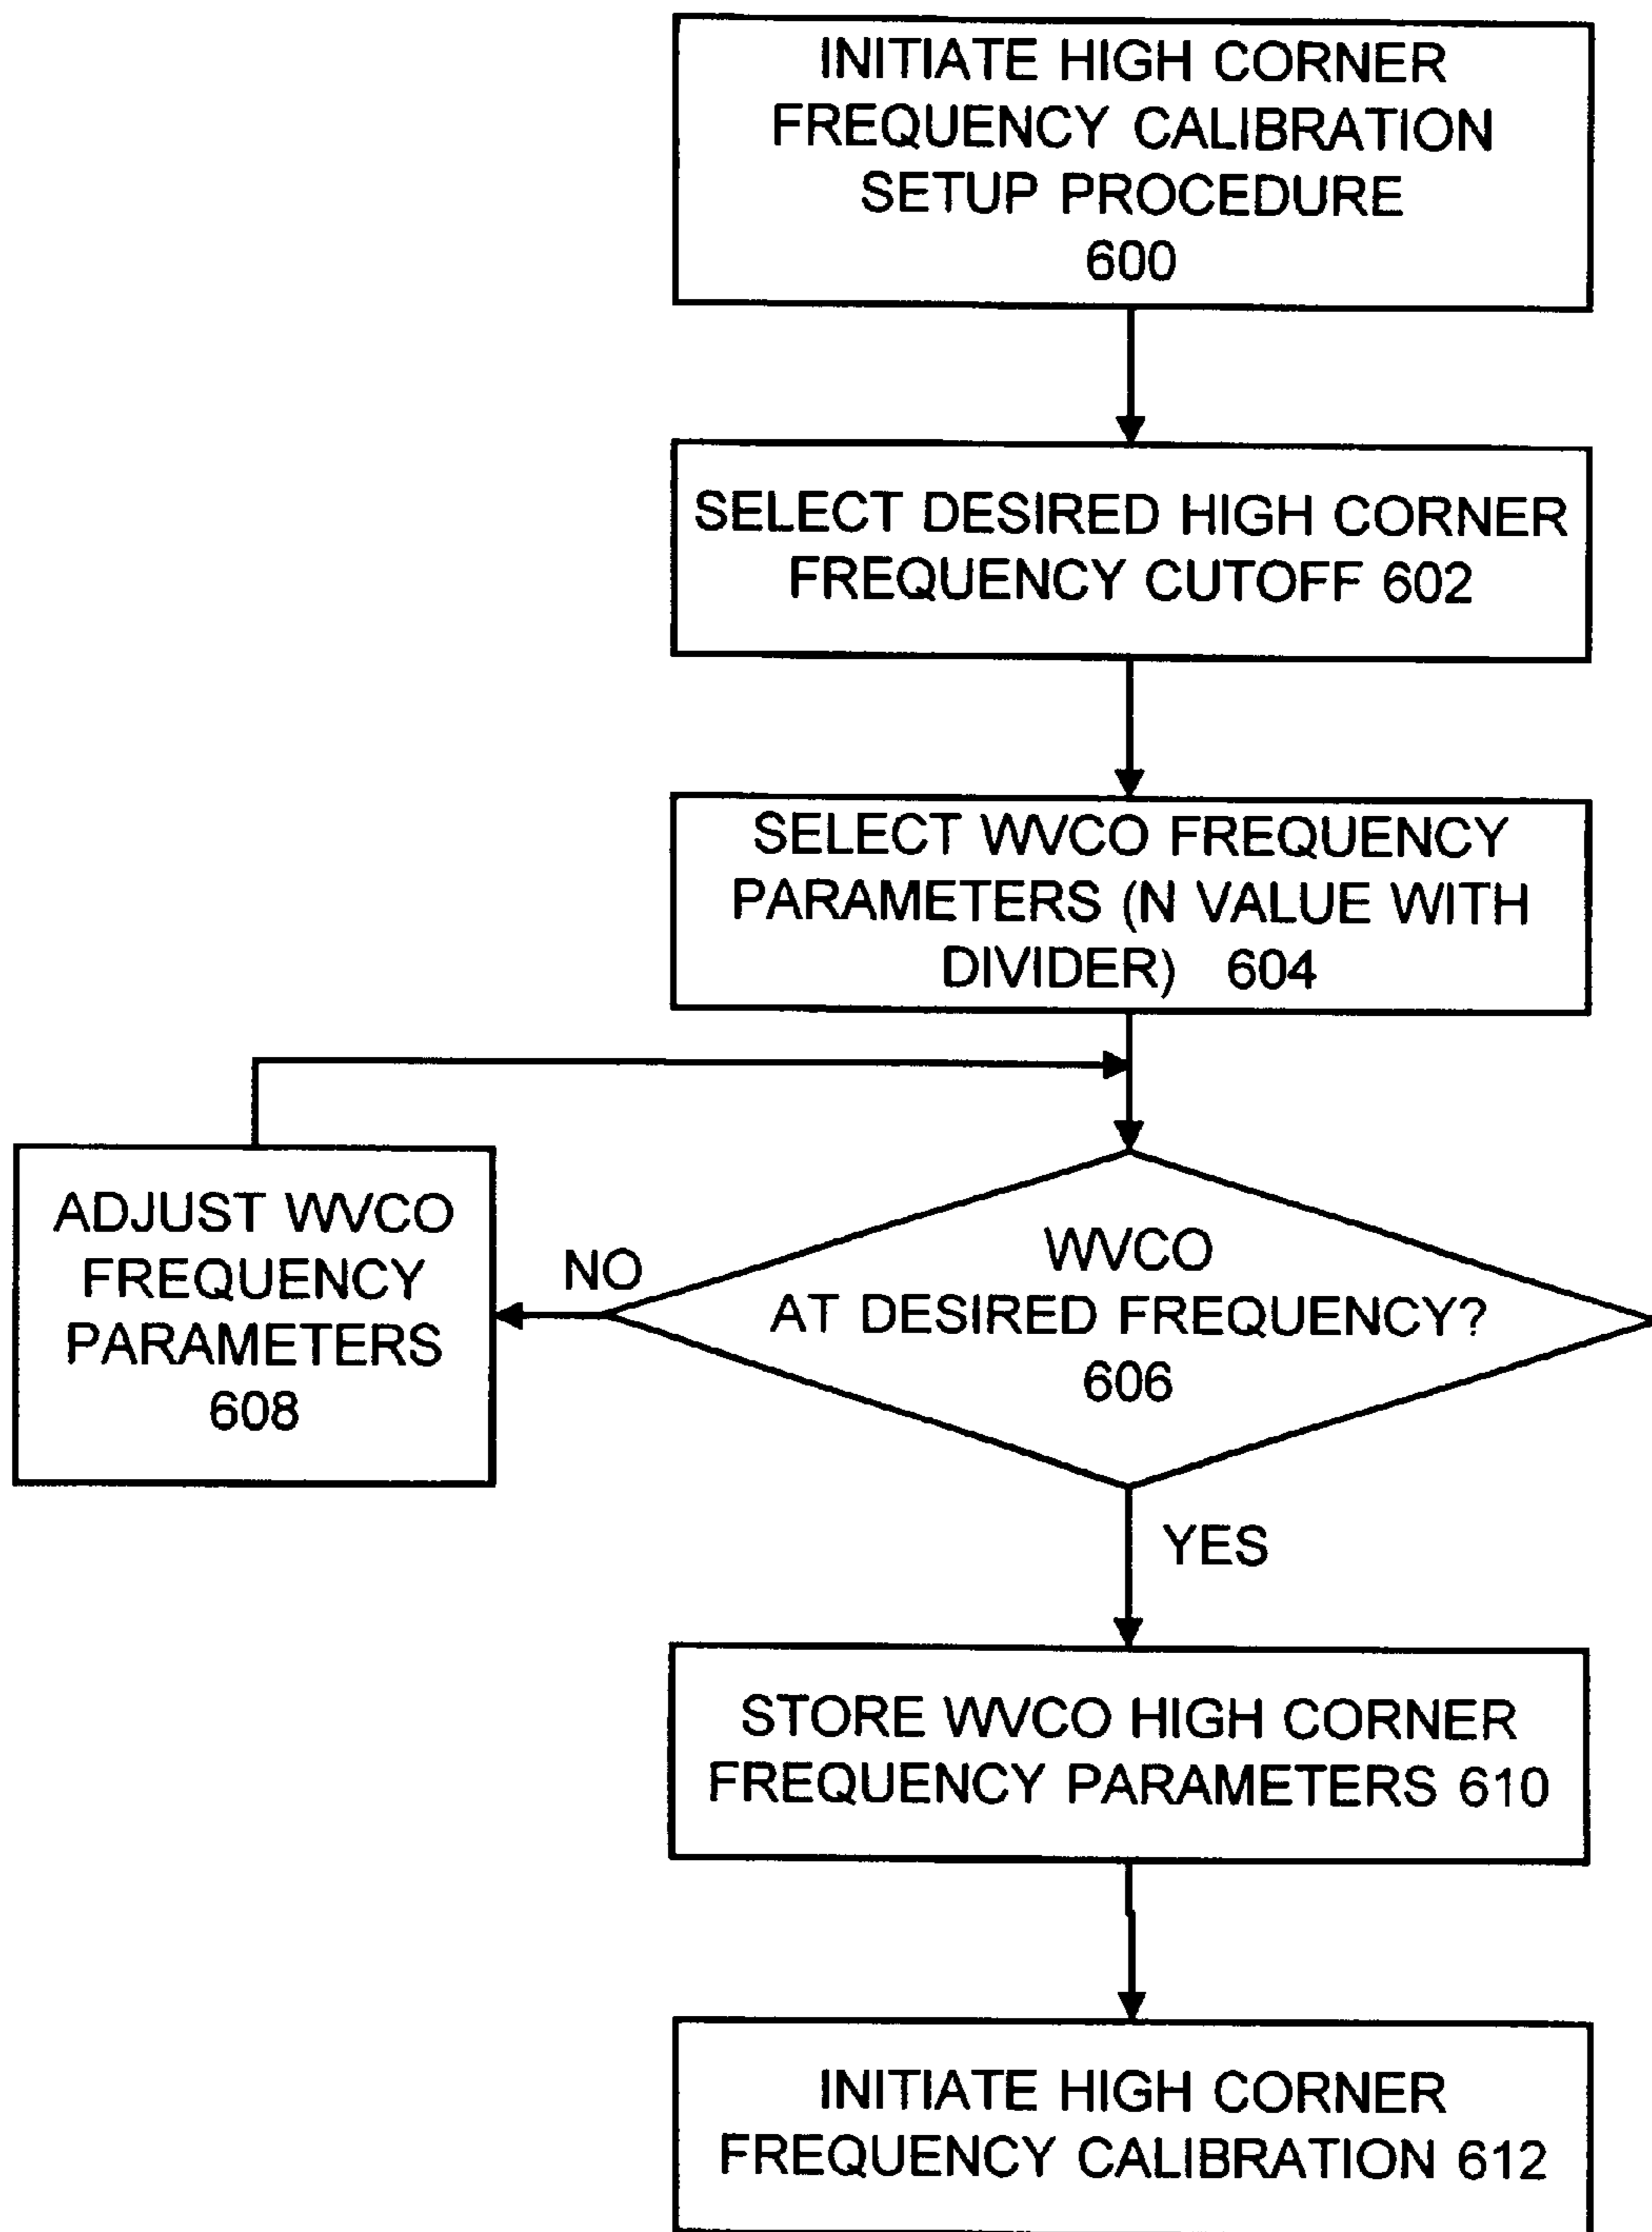 INITIATE HIGH CORNER
FREQUENCY CALIBRATION
SETUP PROCEDURE
600
SELECT DESIRED HIGH CORNER
FREQUENCY CUTOFF 602
SELECT WVCO FREQUENCY
PARAMETERS (N VALUE WITH
DIVIDER) 604
ADJUST WVCO
FREQUENCY
PARAMETERS
608
NO
WVCO
AT DESIRED FREQUENCY?
606
YES
STORE WVCO HIGH CORNER
FREQUENCY PARAMETERS 610
INITIATE HIGH CORNER
FREQUENCY CALIBRATION 612